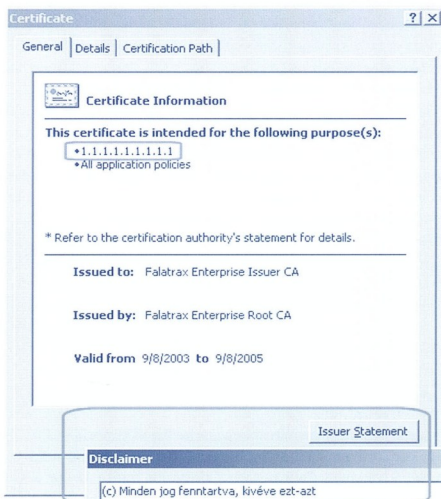 Certificate
? X
General Details Certification Path
Certificate Information
This certificate is intended for the following purpose(s):
•1.1.1.1.1.1.1.1.1
•All application policies
* Refer to the certification authority's statement for details.
Issued to: Falatrax Enterprise Issuer CA
Issued by: Falatrax Enterprise Root CA
Valid from 9/8/2003 to 9/8/2005
Issuer Statement
Disclaimer
(c) Minden jog fenntartva, kivéve ezt-azt